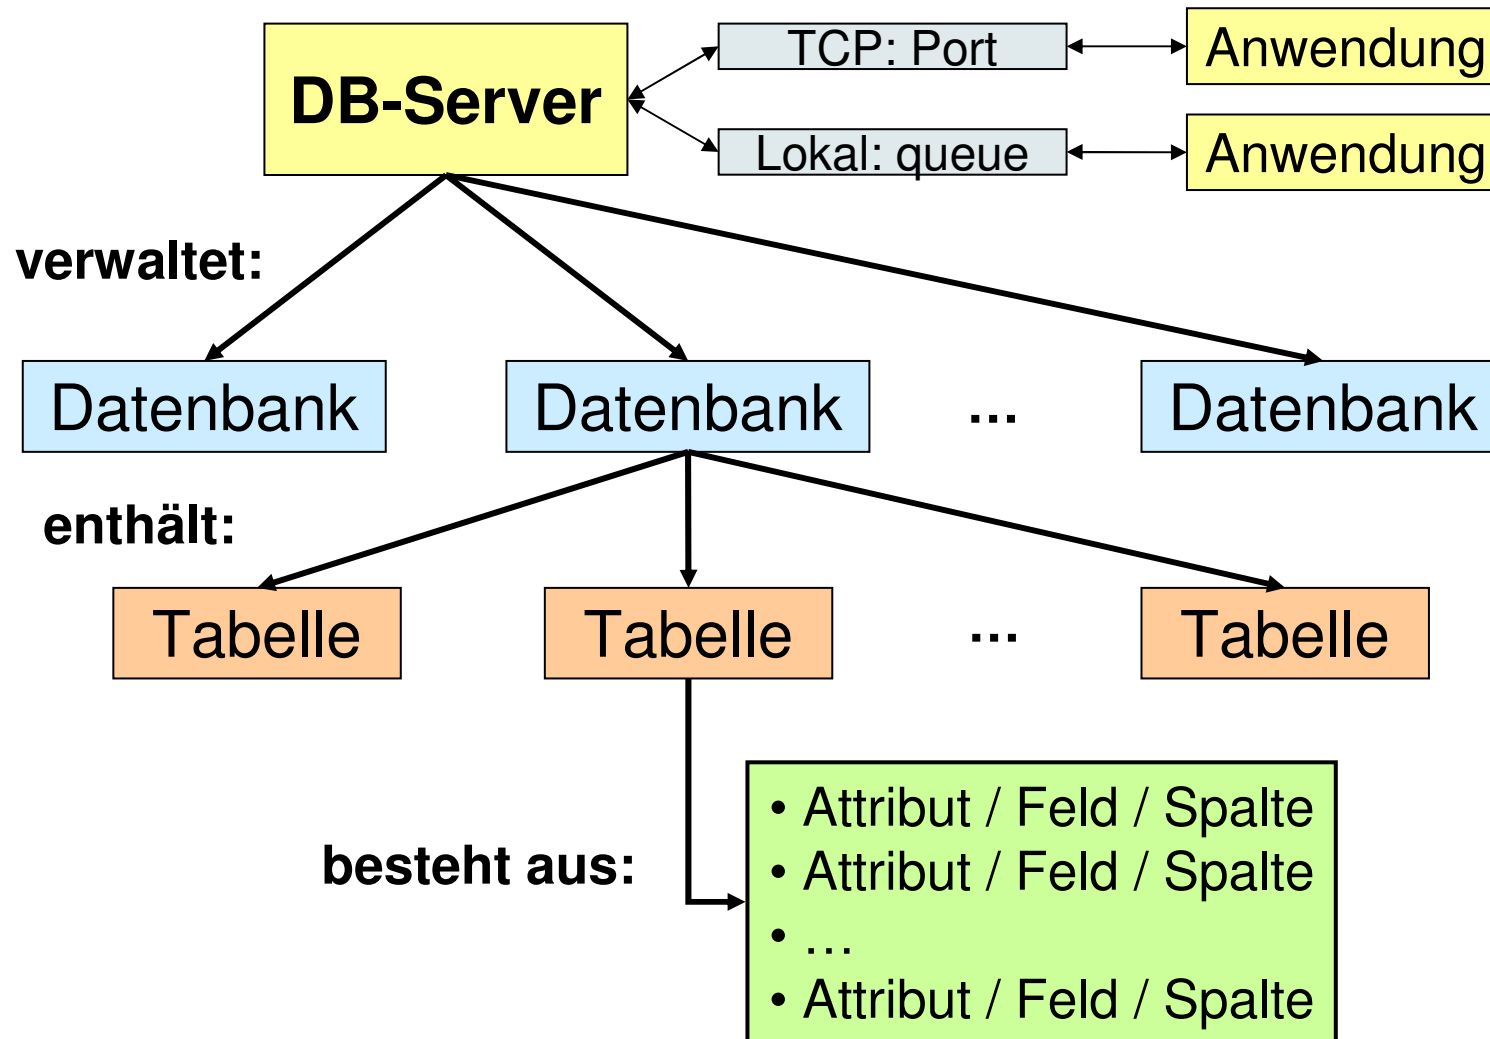 TCP: Port
Anwendung
DB-Server
Lokal: queue
Anwendung
verwaltet:
Datenbank
Datenbank
...
Datenbank
enthält:
Tabelle
Tabelle
...
Tabelle
besteht aus:
• Attribut / Feld / Spalte
• Attribut / Feld / Spalte
• …
• Attribut / Feld / Spalte